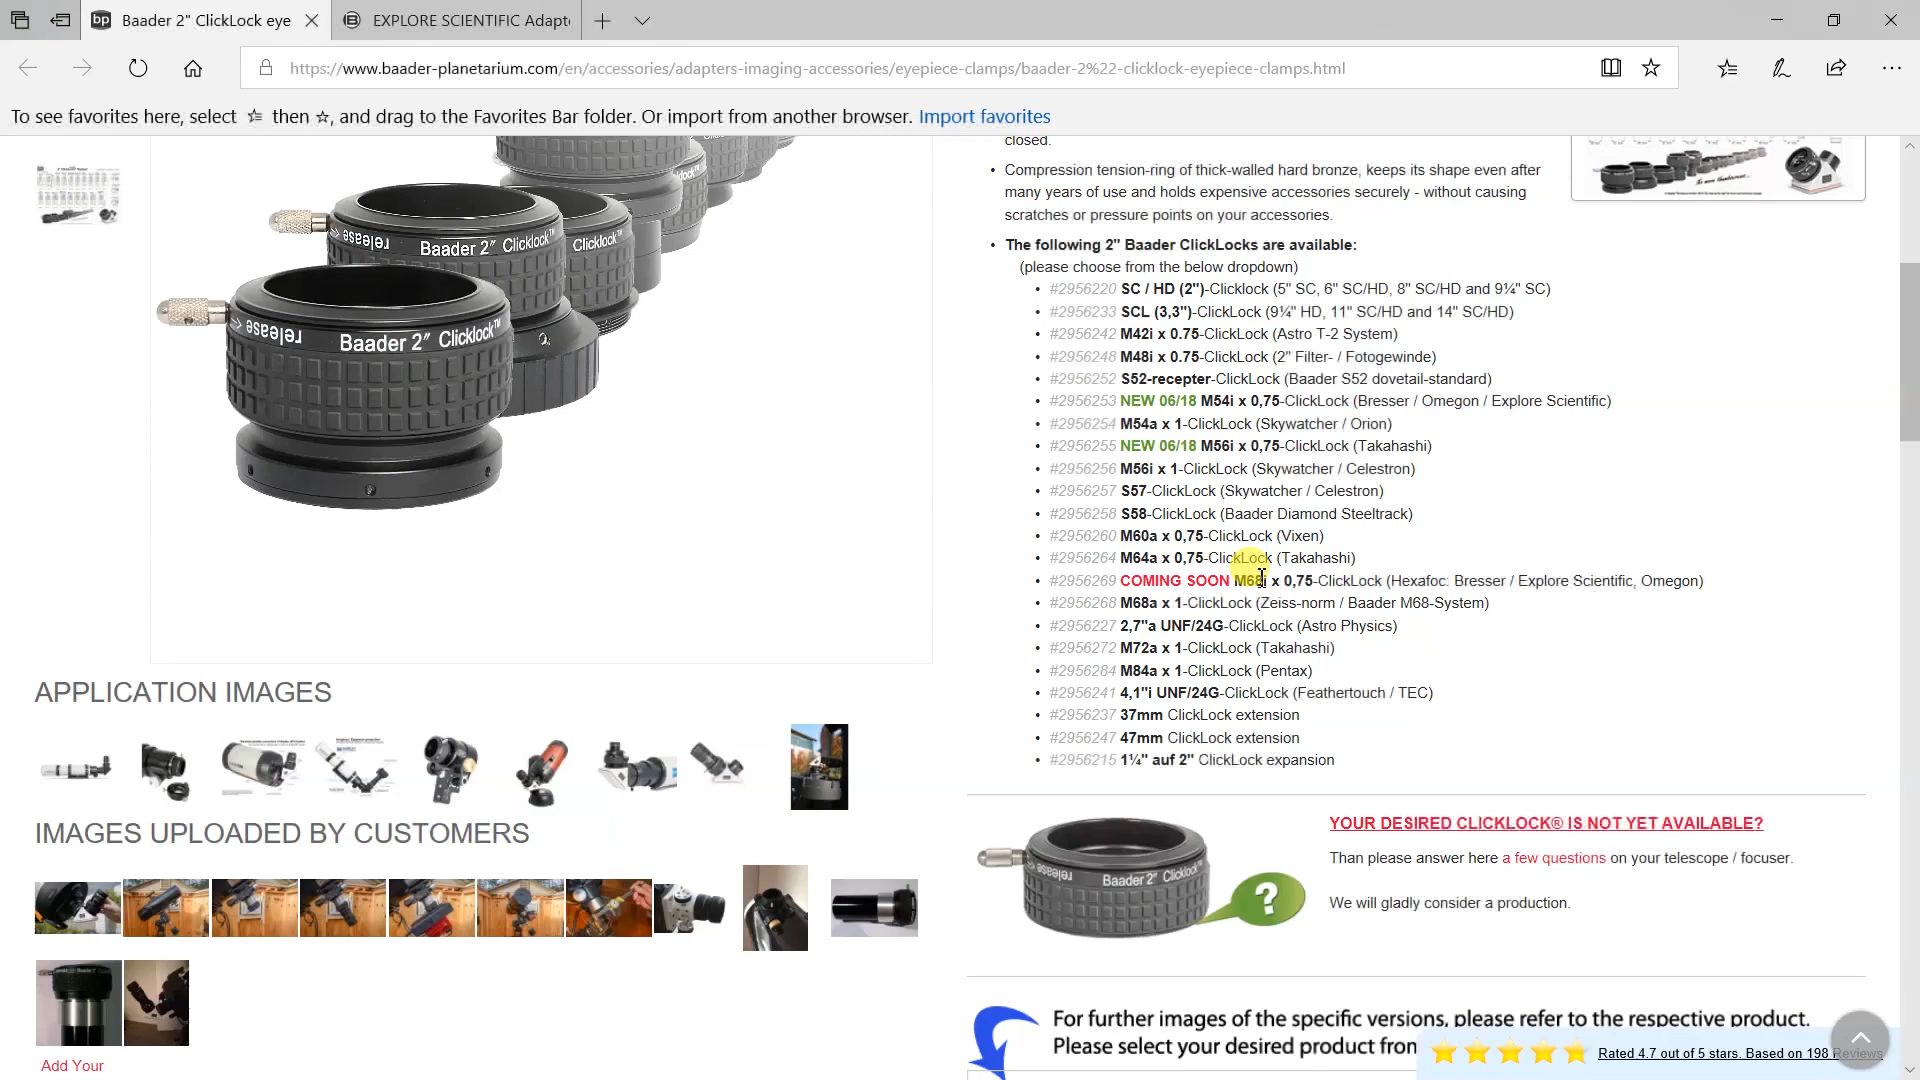 Baader 2" ClickLock eye
EXPLORE SCIENTIFIC Adapt
https://www.baader-planetarium.com/en/accessories/adapters-imaging-accessories/eyepiece-clamps/baader-2%22-clicklock-eyepiece-clamps.html
To see favorites here, select then , and drag to the Favorites Bar folder. Or import from another browser. Import favorites
closed.
• Compression tension-ring of thick-walled hard bronze, keeps its shape even after
many years of use and holds expensive accessories securely - without causing
scratches or pressure points on your accessories.
• The following 2" Baader ClickLocks are available:
(please choose from the below dropdown)
• #2956220 SC / HD (2")-Clicklock (5" SC, 6" SC/HD, 8" SC/HD and 9¼" SC)
• #2956233 SCL (3,3")-ClickLock (9¼" HD, 11" SC/HD and 14" SC/HD)
• #2956242 M42i x 0.75-ClickLock (Astro T-2 System)
• #2956248 M48i x 0.75-ClickLock (2" Filter- / Fotogewinde)
• #2956252 S52-recepter-ClickLock (Baader S52 dovetail-standard)
• #2956253 NEW 06/18 M54i x 0,75-ClickLock (Bresser / Omegon / Explore Scientific)
• #2956254 M54a x 1-ClickLock (Skywatcher / Orion)
• #2956255 NEW 06/18 M56i x 0,75-ClickLock (Takahashi)
• #2956256 M56i x 1-ClickLock (Skywatcher / Celestron)
• #2956257 S57-ClickLock (Skywatcher / Celestron)
• #2956258 S58-ClickLock (Baader Diamond Steeltrack)
• #2956260 M60a x 0,75-ClickLock (Vixen)
• #2956264 M64a x 0,75-ClickLock (Takahashi)
• #2956269 COMING SOON M68i x 0,75-ClickLock (Hexafoc: Bresser / Explore Scientific, Omegon)
• #2956268 M68a x 1-ClickLock (Zeiss-norm / Baader M68-System)
• #2956227 2,7"a UNF/24G-ClickLock (Astro Physics)
• #2956272 M72a x 1-ClickLock (Takahashi)
• #2956284 M84a x 1-ClickLock (Pentax)
• #2956241 4,1"i UNF/24G-ClickLock (Feathertouch / TEC)
• #2956237 37mm ClickLock extension
• #2956247 47mm ClickLock extension
• #2956215 1¼" auf 2" ClickLock expansion
Clicklock™
release Baader 2" Clicklock™
Clicklock™
release Baader 2" Clicklock™
APPLICATION IMAGES
IMAGES UPLOADED BY CUSTOMERS
Add Your
release Baader 2" Clicklock™
?
YOUR DESIRED CLICKLOCK® IS NOT YET AVAILABLE?
Than please answer here a few questions on your telescope / focuser.
We will gladly consider a production.
For further images of the specific versions, please refer to the respective product.
Please select your desired product from
Rated 4.7 out of 5 stars. Based on 198 Reviews